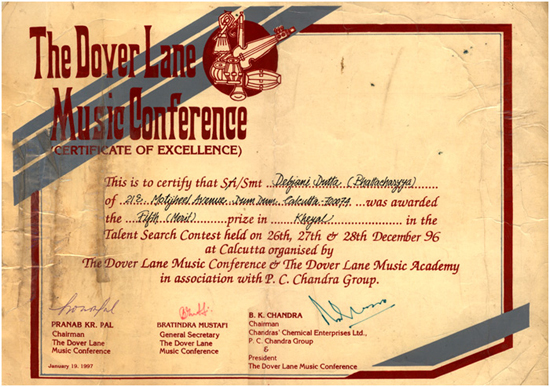 The Dover Lane
Music Conference
(CERTIFICATE OF EXCELLENCE)
This is to certify that Sri/Smt Debjani Dutta (Bhattacharyya)
of Motijheel Avenue Dum Dum Calcutta-700074 was awarded
the Fifth (Merit) prize in Kheyal in the
Talent Search Contest held on 26th, 27th & 28th December 96
at Calcutta organised by
The Dover Lane Music Conference & The Dover Lane Music Academy
in association with P. C. Chandra Group.
PRANAB KR. PAL
Chairman
The Dover Lane
Music Conference
January 19, 1997
BRATINDRA MUSTAFI
General Secretary
The Dover Lane
Music Conference
B. K. CHANDRA
Chairman
Chandras' Chemical Enterprises Ltd.,
P. C. Chandra Group
&
President
The Dover Lane Music Conference